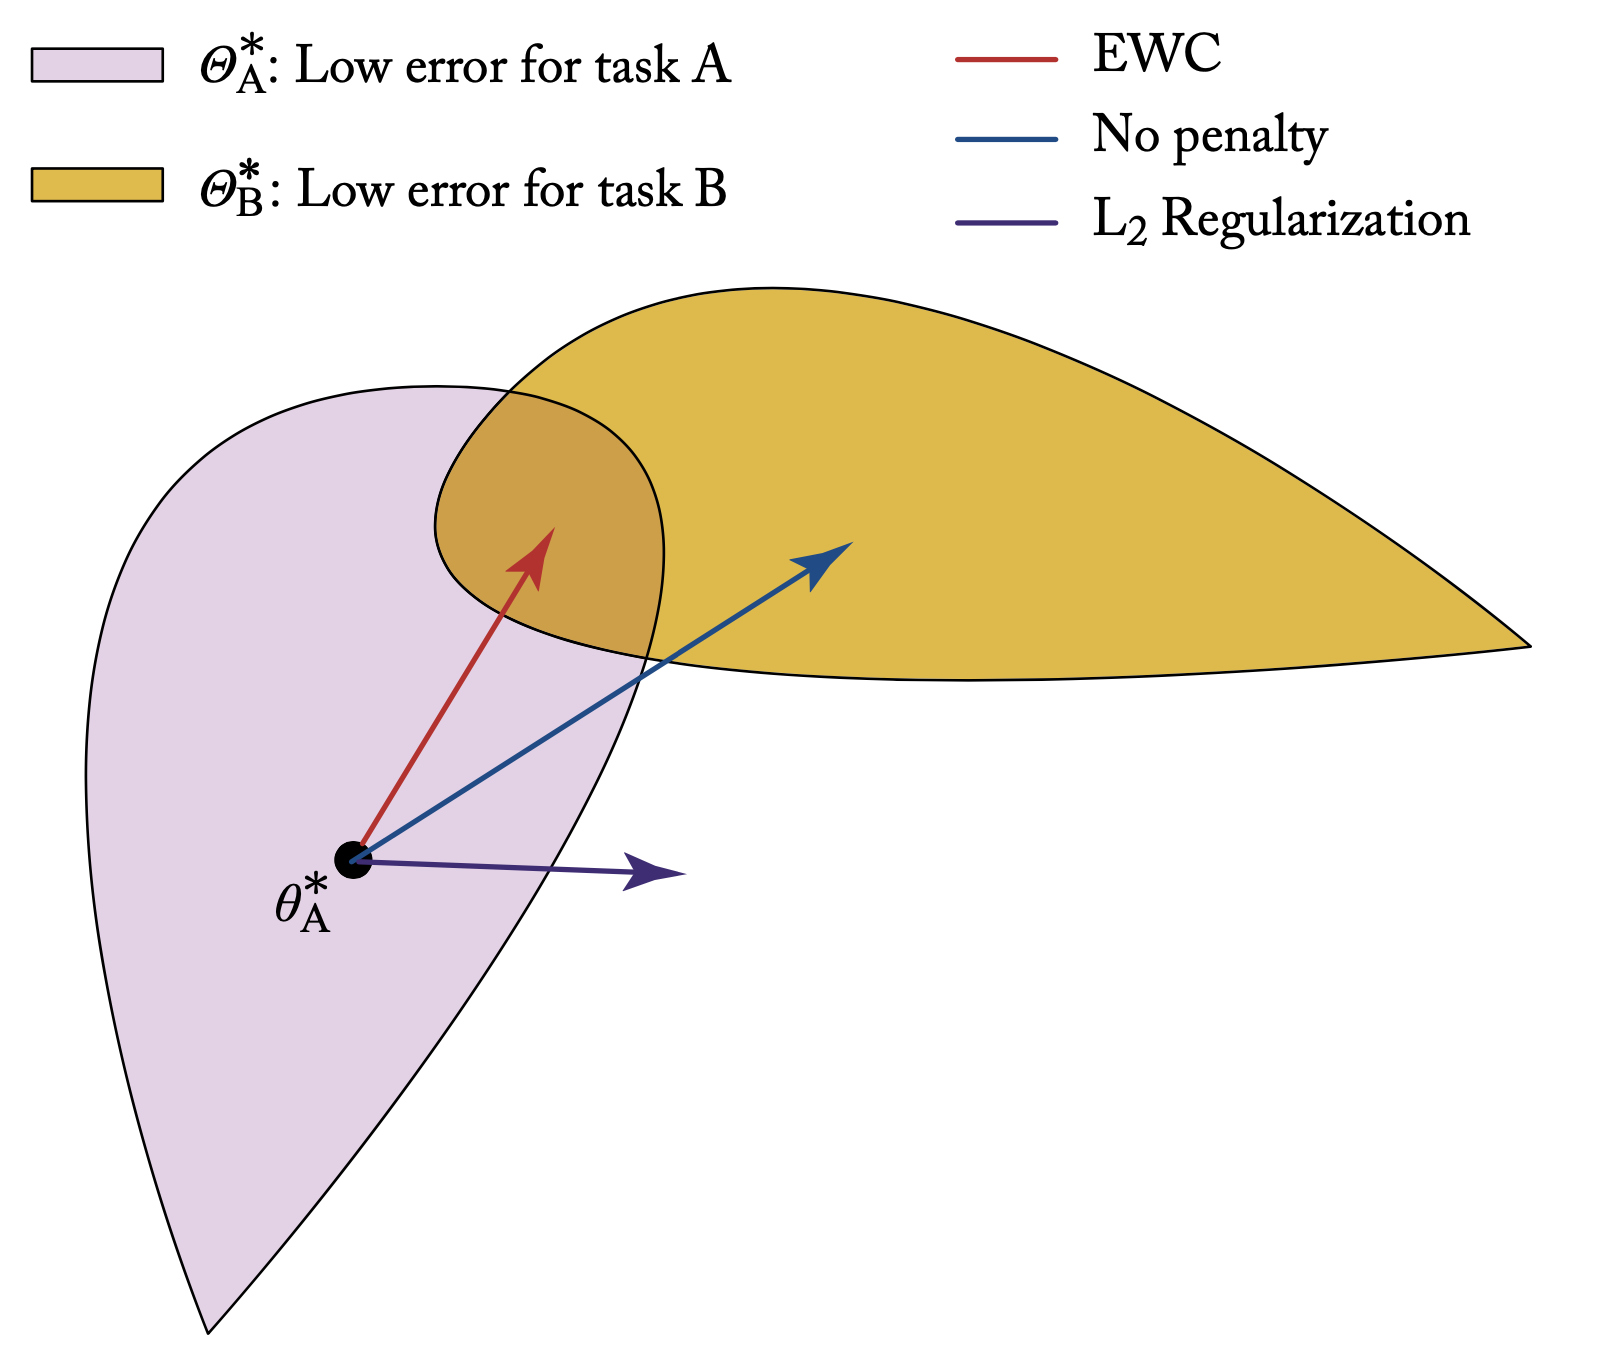 Θ*A: Low error for task A
Θ*B: Low error for task B
EWC
No penalty
L2 Regularization
θ*A